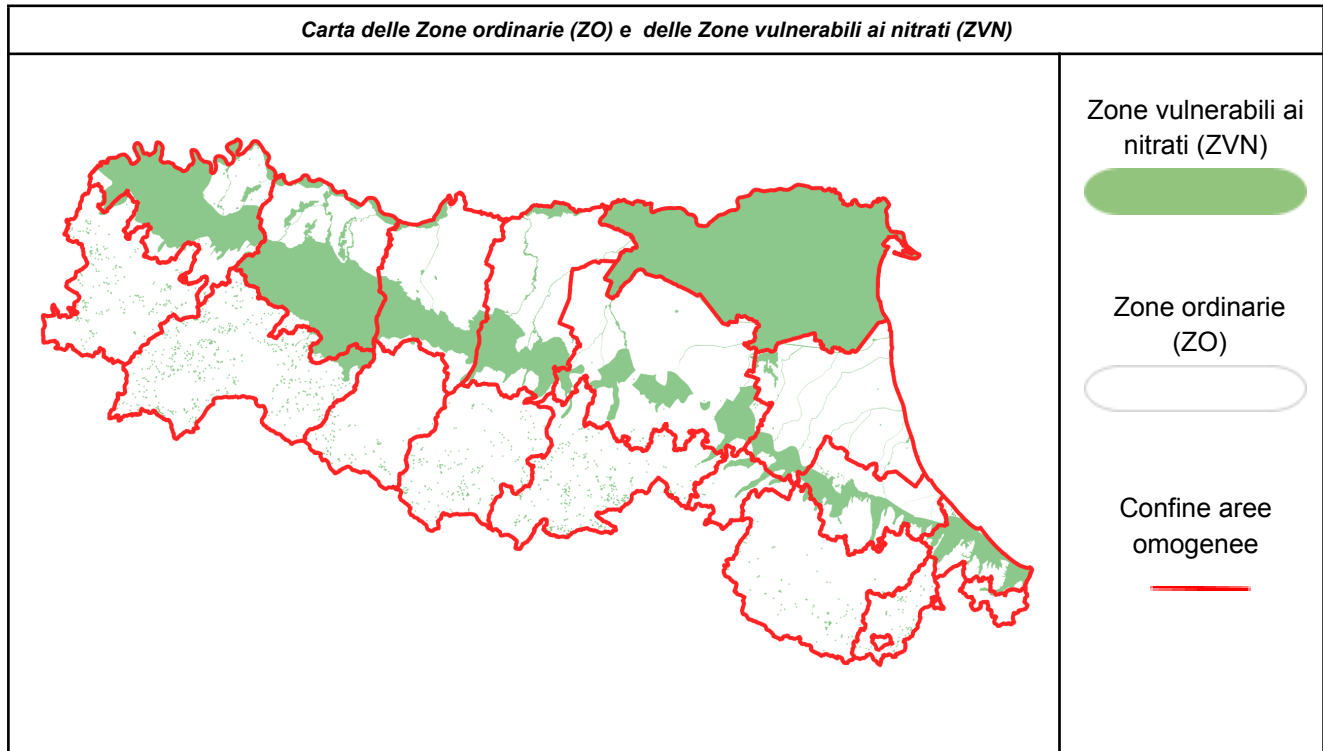 Carta delle Zone ordinarie (ZO) e delle Zone vulnerabili ai nitrati (ZVN)
Zone vulnerabili ai
nitrati (ZVN)
Zone ordinarie
(ZO)
Confine aree
omogenee